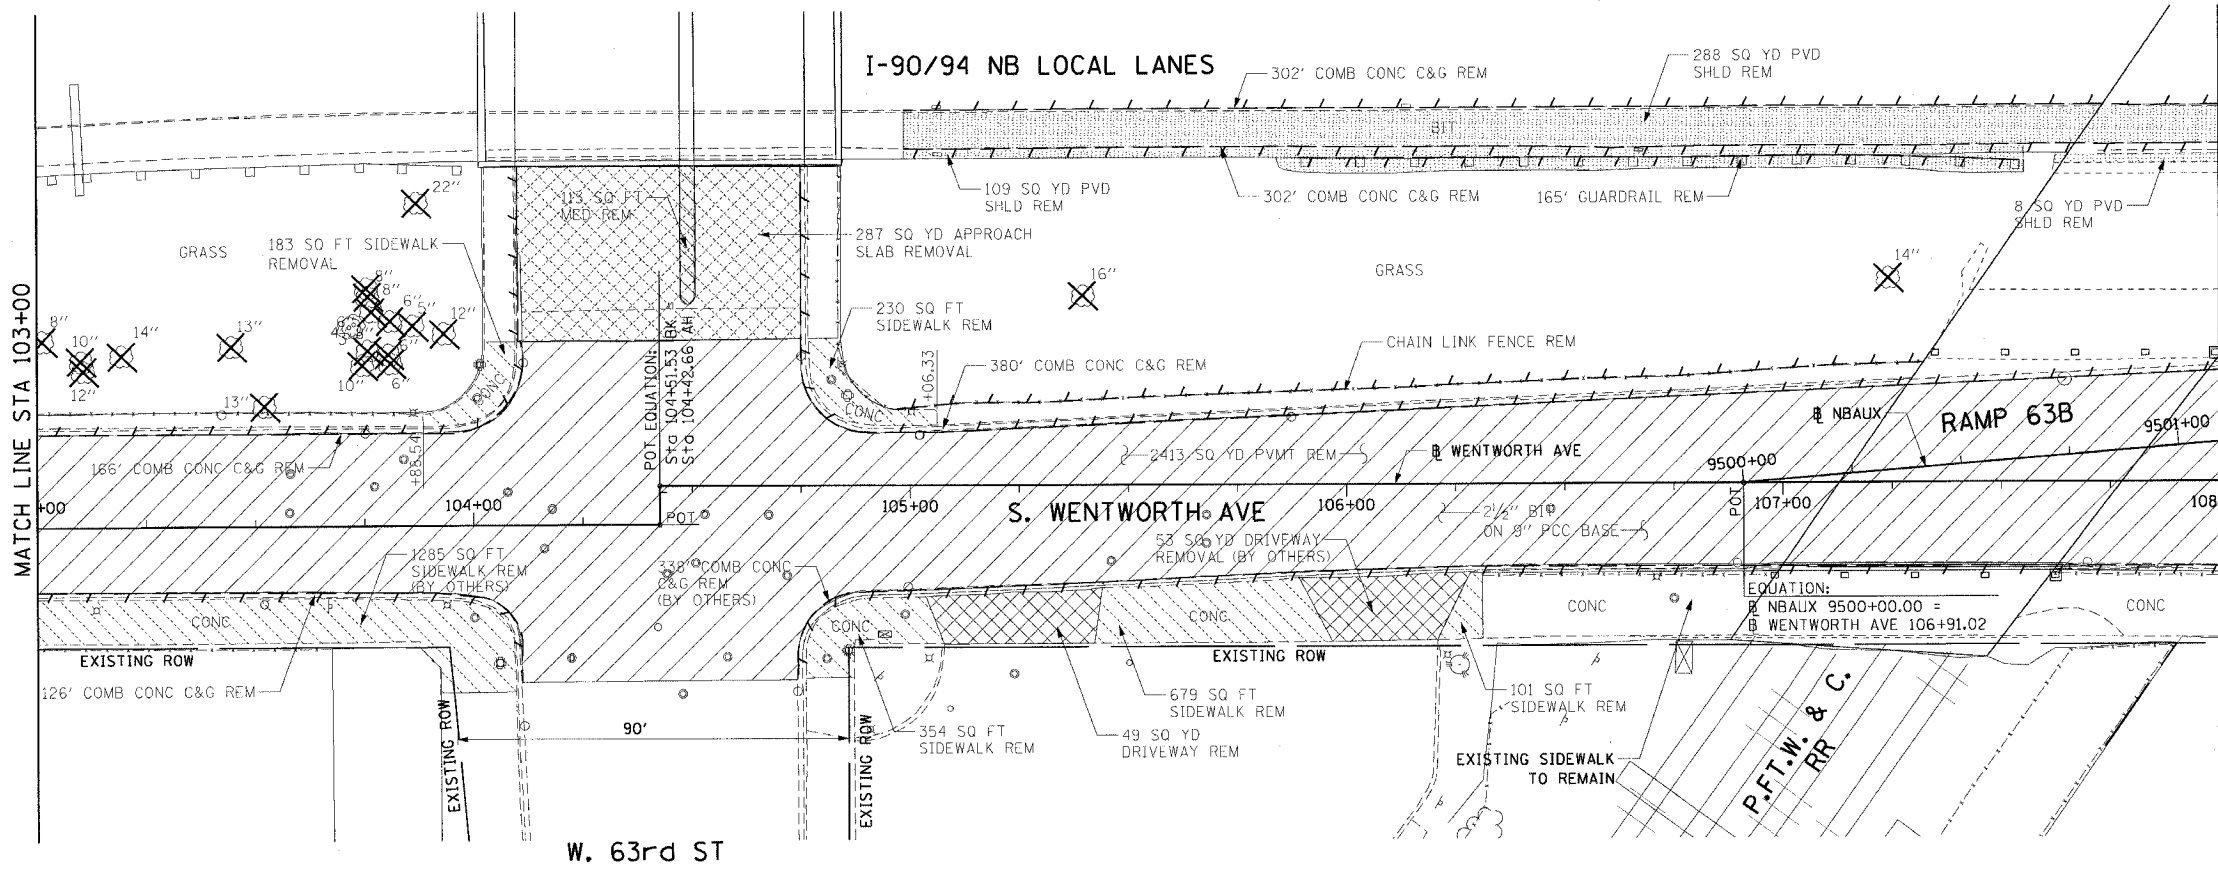 I-90/94 NB LOCAL LANES
302' COMB CONC C&G REM
288 SQ YD PVD
SHLD REM
BIT
109 SQ YD PVD
SHLD REM
302' COMB CONC C&G REM
165' GUARDRAIL REM
8 SQ YD PVD
SHLD REM
22"
113 SQ FT
MED REM
GRASS
183 SQ FT SIDEWALK
REMOVAL
287 SQ YD APPROACH
SLAB REMOVAL
GRASS
16"
14"
8"
8"
6"
5"
12"
230 SQ FT
SIDEWALK REM
8"
10"
14"
13"
12"
10"
6"
13"
CHAIN LINK FENCE REM
380' COMB CONC C&G REM
+06.33
POT EQUATION:
Sta 104+51.53 BK =
Sta 104+42.66 AH
CONC
CONC
MATCH LINE STA 103+00
166' COMB CONC C&G REM
+88.54
2413 SQ YD PVMT REM
℄ WENTWORTH AVE
℄ NBAUX
RAMP 63B
9500+00
9501+00
+00
104+00
POT
105+00
S. WENTWORTH AVE
106+00
POT
107+00
108
2½" BIT
ON 9" PCC BASE
1285 SQ FT
SIDEWALK REM
(BY OTHERS)
338' COMB CONC
C&G REM
(BY OTHERS)
53 SQ YD DRIVEWAY
REMOVAL (BY OTHERS)
EQUATION:
℄ NBAUX 9500+00.00 =
℄ WENTWORTH AVE 106+91.02
CONC
CONC
CONC
CONC
CONC
EXISTING ROW
EXISTING ROW
126' COMB CONC C&G REM
EXISTING ROW
90'
EXISTING ROW
354 SQ FT
SIDEWALK REM
49 SQ YD
DRIVEWAY REM
679 SQ FT
SIDEWALK REM
101 SQ FT
SIDEWALK REM
EXISTING SIDEWALK
TO REMAIN
P.FT.W. & C.
RR
W. 63rd ST